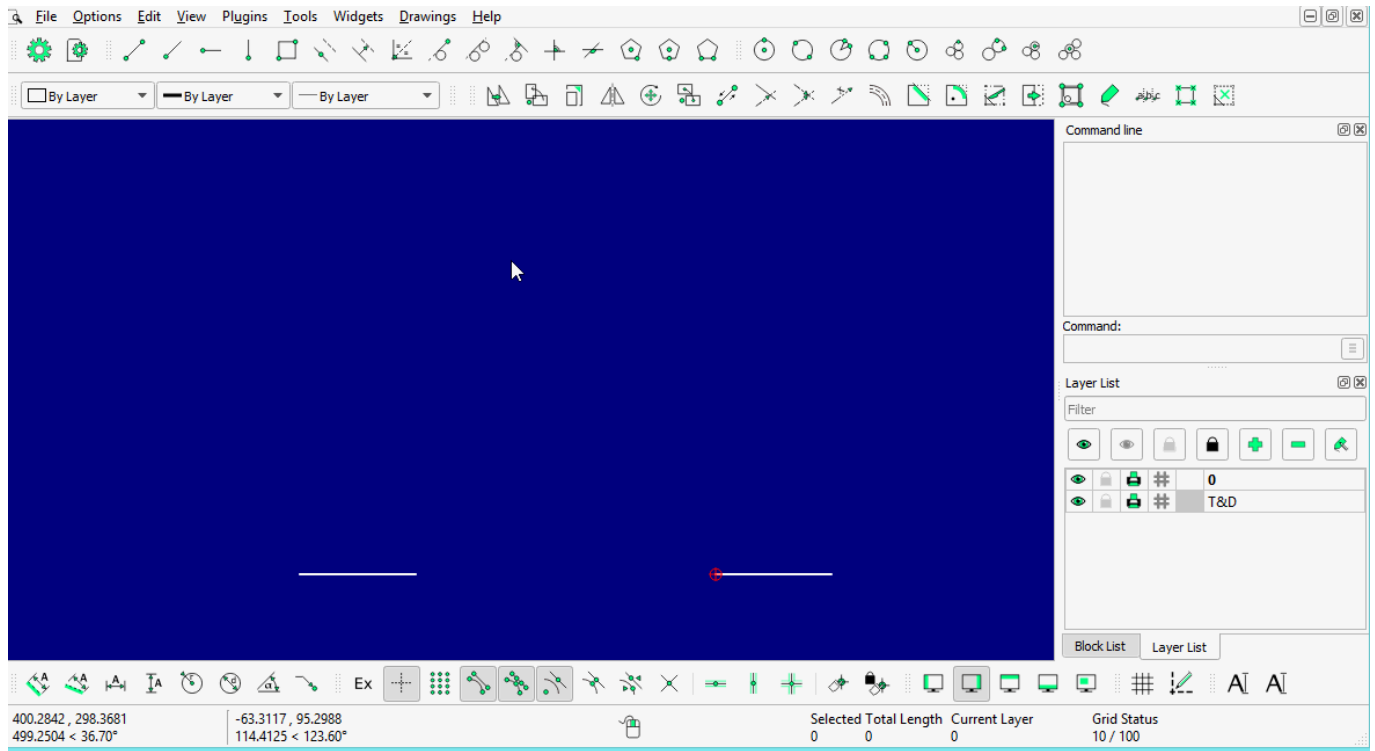 File Options Edit View Plugins Tools Widgets Drawings Help
By Layer By Layer By Layer
Command line
Command:
Layer List
Filter
0
T&D
Block List Layer List
Ex
400.2842 , 298.3681 -63.3117 , 95.2988 Selected Total Length Current Layer Grid Status
499.2504 < 36.70° 114.4125 < 123.60° 0 0 0 10 / 100